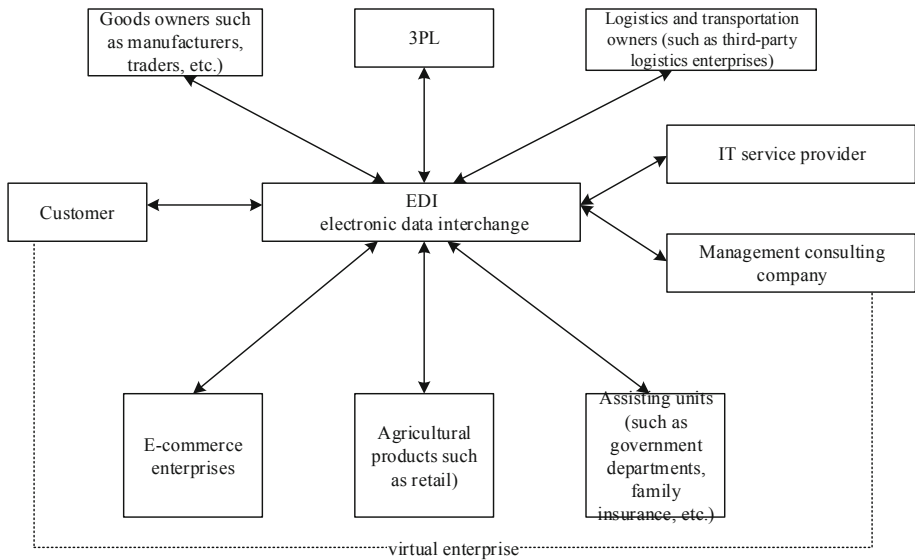 Goods owners such
as manufacturers,
traders, etc.)
3PL
Logistics and transportation
owners (such as third-party
logistics enterprises)
IT service provider
Customer
EDI
electronic data interchange
Management consulting
company
E-commerce
enterprises
Agricultural
products such
as retail)
Assisting units
(such as
government
departments,
family
insurance, etc.)
virtual enterprise